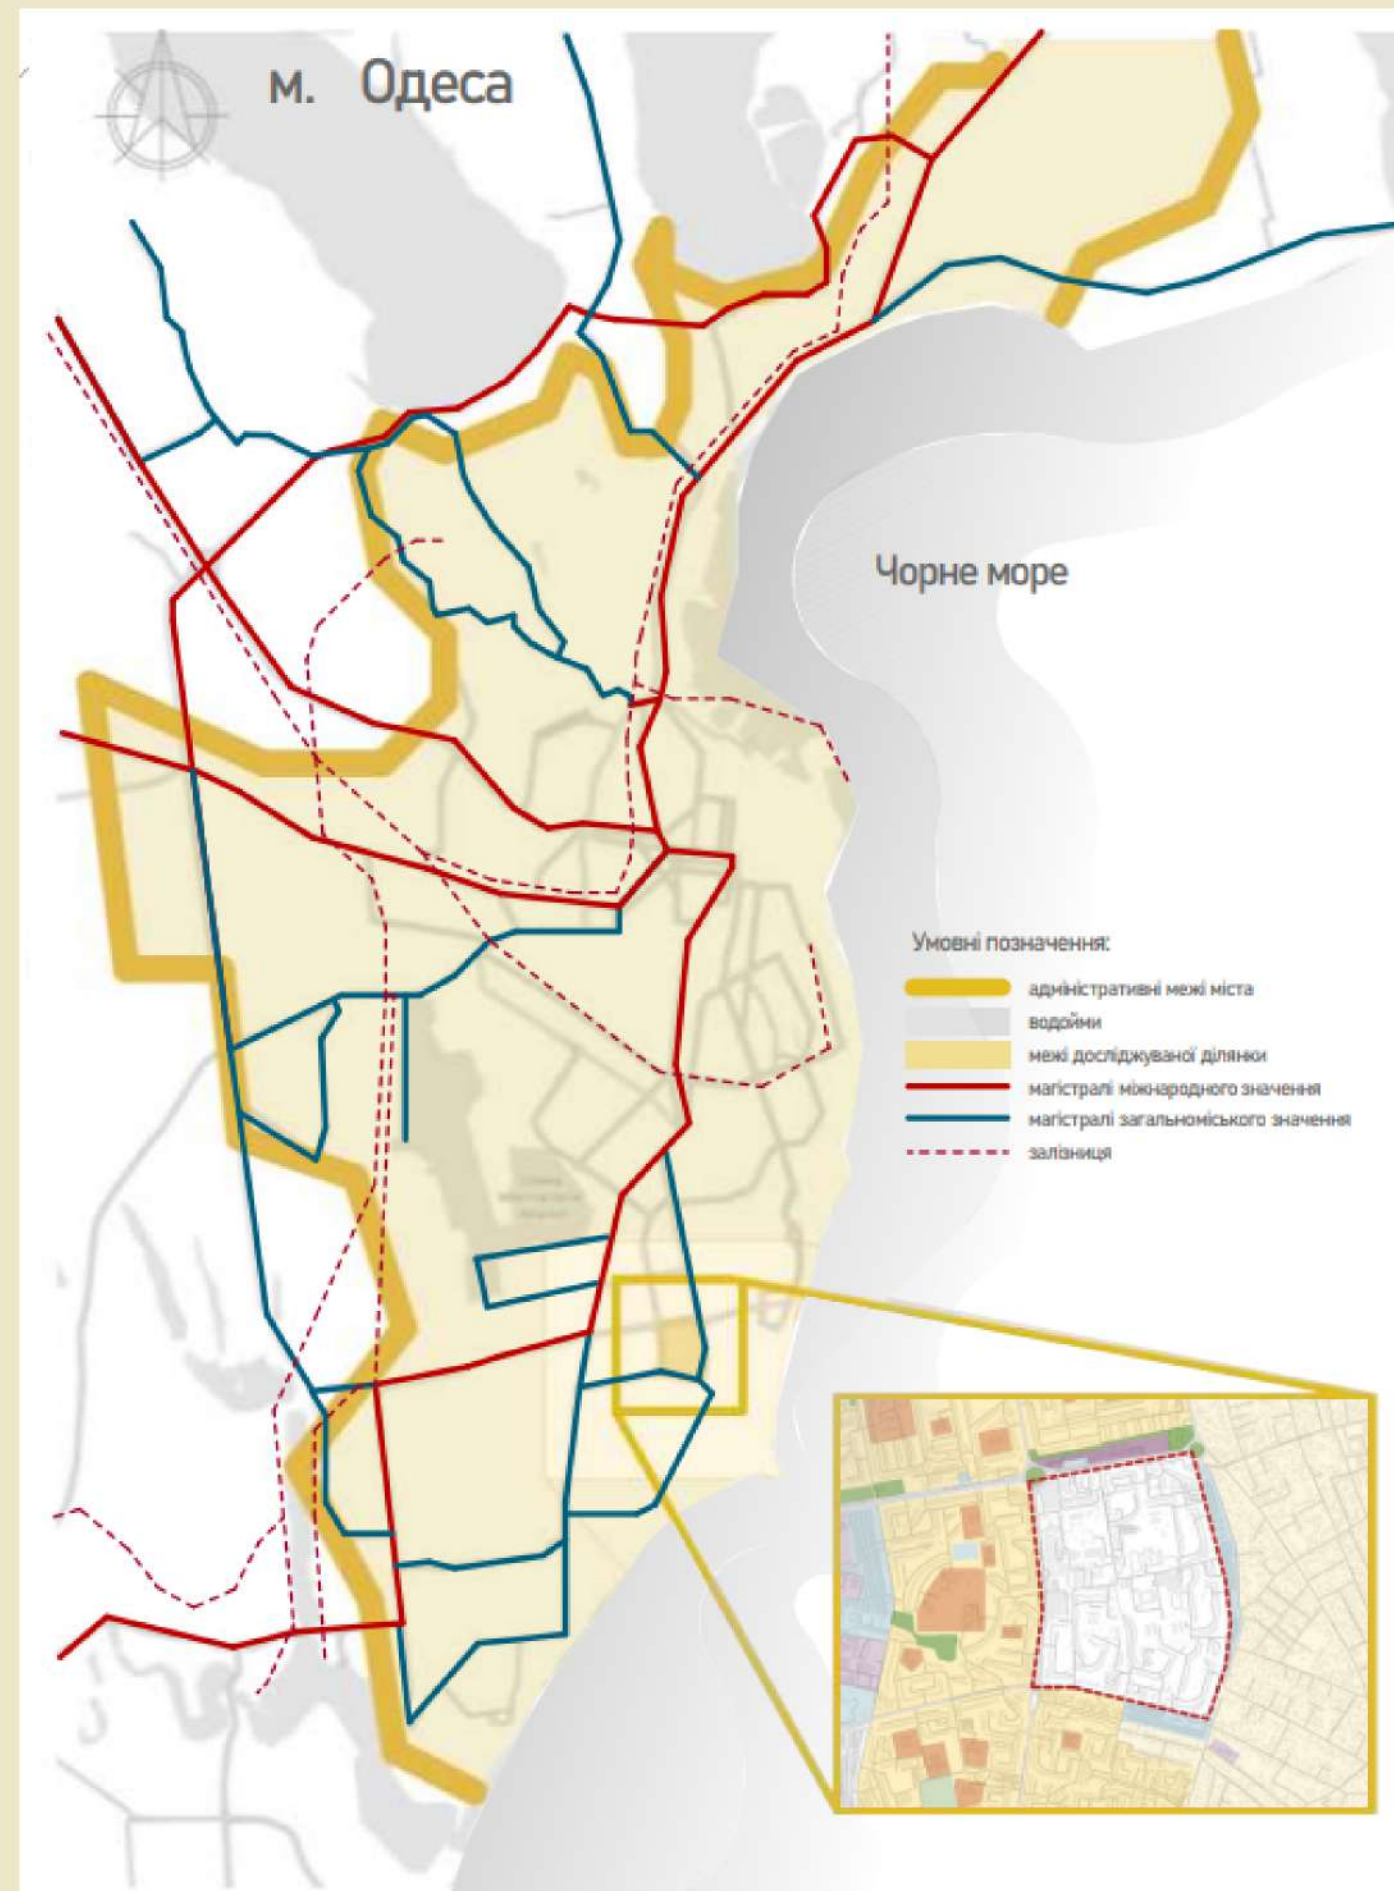 м. Одеса
Чорне море
Умовні позначення:
адміністративні межі міста
водойми
межі досліджуваної ділянки
магістралі міжнародного значення
магістралі загальноміського значення
залізниця